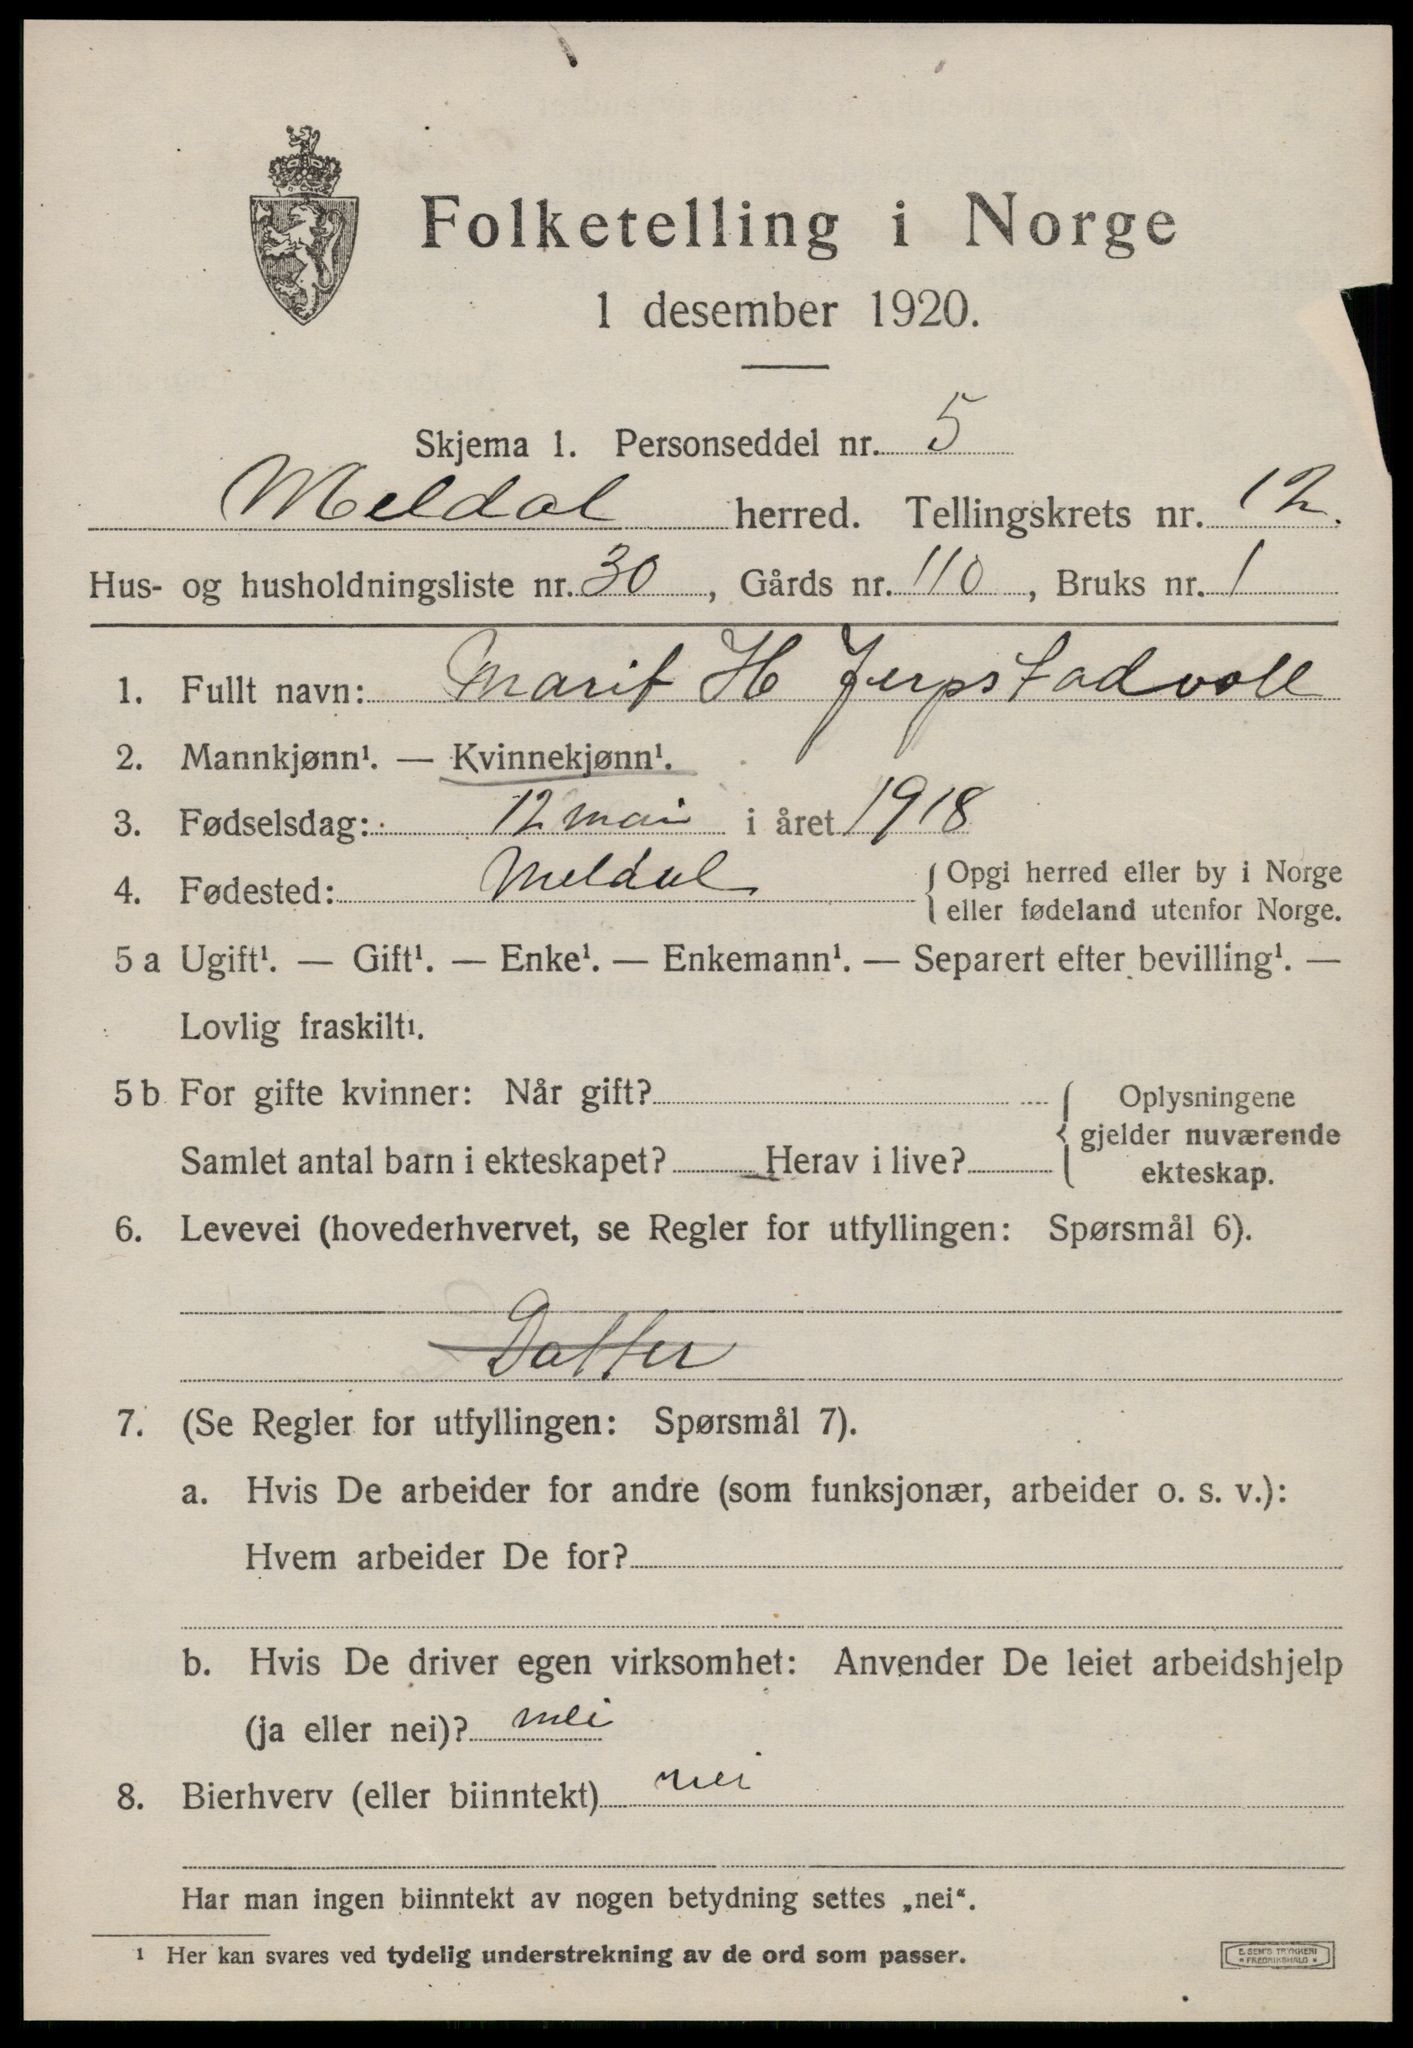 Folketelling i Norge
1 desember 1920.
Skjema 1. Personseddel nr. 5
Meldal herred. Tellingskrets nr. 12.
Hus- og husholdningsliste nr. 30, Gårds nr. 110, Bruks nr. 1
1. Fullt navn: Marit H Jerpstadvoll
2. Mannkjønn¹. — Kvinnekjønn¹.
3. Fødselsdag: 12 mai i året 1918
4. Fødested: Meldal { Opgi herred eller by i Norge
eller fødeland utenfor Norge.
5 a Ugift¹. — Gift¹. — Enke¹. — Enkemann¹. — Separert efter bevilling¹. —
Lovlig fraskilt¹.
5 b For gifte kvinner: Når gift?
Samlet antal barn i ekteskapet? Herav i live?
Oplysningene
gjelder nuværende
ekteskap.
6. Levevei (hovederhvervet, se Regler for utfyllingen: Spørsmål 6).
Datter
7. (Se Regler for utfyllingen: Spørsmål 7).
a. Hvis De arbeider for andre (som funksjonær, arbeider o. s. v.):
Hvem arbeider De for?
b. Hvis De driver egen virksomhet: Anvender De leiet arbeidshjelp
(ja eller nei)? nei
8. Bierhverv (eller biinntekt) nei
Har man ingen biinntekt av nogen betydning settes „nei“.
¹ Her kan svares ved tydelig understrekning av de ord som passer.
E. SEM'S TRYKKERI
* FREDRIKSHALD *